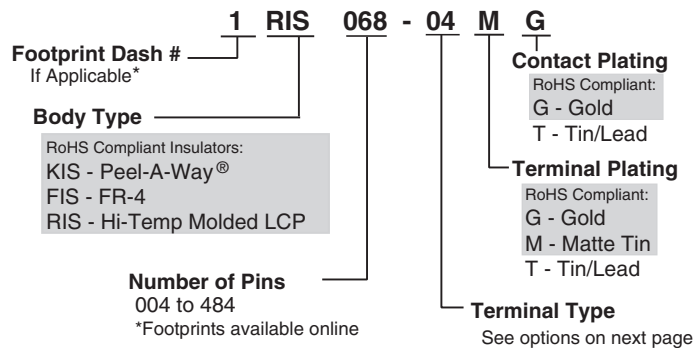 1 RIS 068 - 04 M G
Footprint Dash #
If Applicable*
Body Type
RoHS Compliant Insulators:
KIS - Peel-A-Way®
FIS - FR-4
RIS - Hi-Temp Molded LCP
Number of Pins
004 to 484
*Footprints available online
Contact Plating
RoHS Compliant:
G - Gold
T - Tin/Lead
Terminal Plating
RoHS Compliant:
G - Gold
M - Matte Tin
T - Tin/Lead
Terminal Type
See options on next page